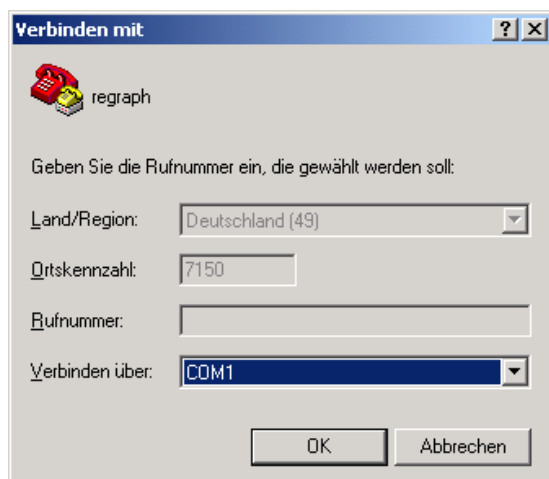 Verbinden mit
regraph
Geben Sie die Rufnummer ein, die gewählt werden soll:
Land/Region: Deutschland (49)
Ortskennzahl: 7150
Rufnummer:
Verbinden über: COM1
OK Abbrechen